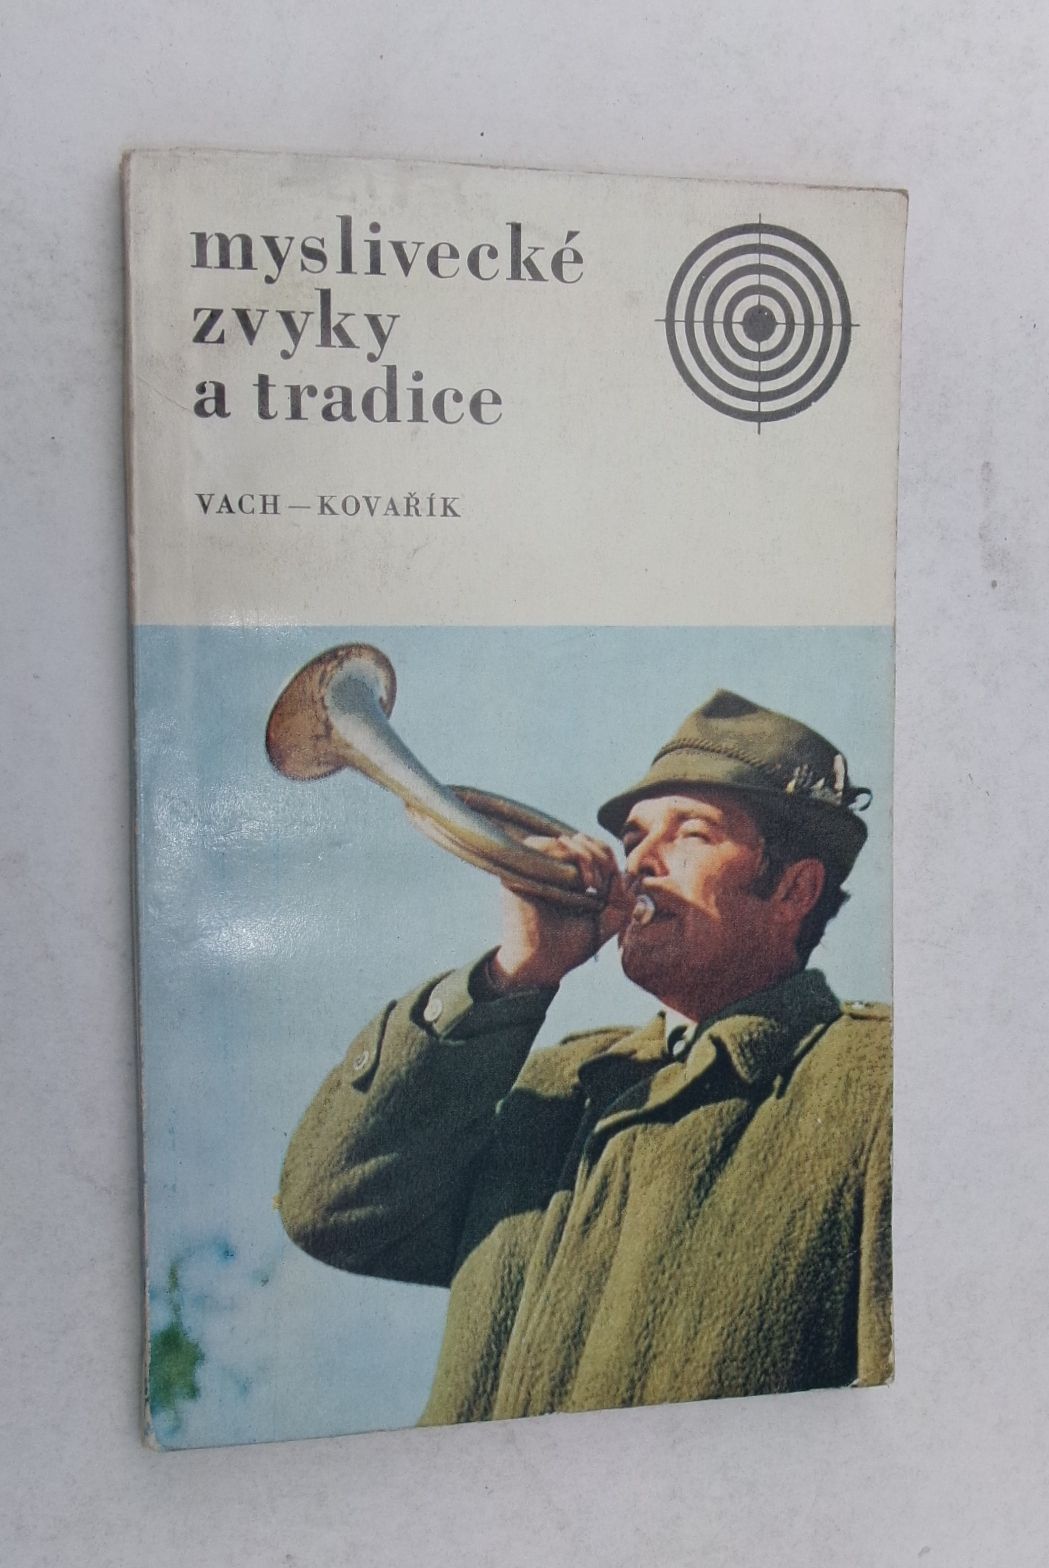 myslivecké
zvyky
a tradice
VACH—KOVAŘÍK